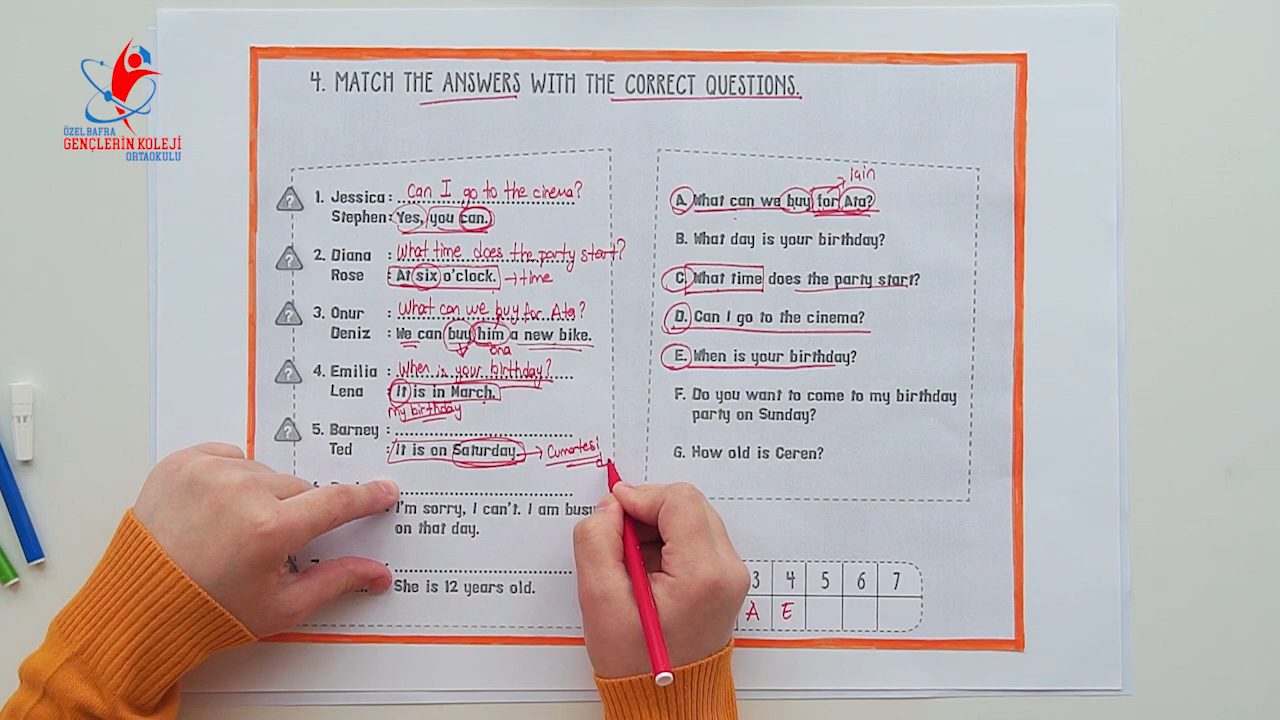 ÖZEL BAFRA
GENÇLERİN KOLEJİ
ORTAOKULU
4. MATCH THE ANSWERS WITH THE CORRECT QUESTIONS.
1. Jessica : Can I go to the cinema?
Stephen: Yes, you can.
2. Diana : What time does the party start?
Rose : At six o'clock. → time
3. Onur : What can we buy for Ata?
Deniz : We can buy him a new bike.
ona
4. Emilia : When is your birthday?
Lena : It is in March.
my birthday
5. Barney :
Ted : It is on Saturday. → Cumartesi
I'm sorry, I can't. I am busy
on that day.
She is 12 years old.
için
A. What can we buy for Ata?
B. What day is your birthday?
C. What time does the party start?
D. Can I go to the cinema?
E. When is your birthday?
F. Do you want to come to my birthday
party on Sunday?
G. How old is Ceren?
3 4 5 6 7
A E